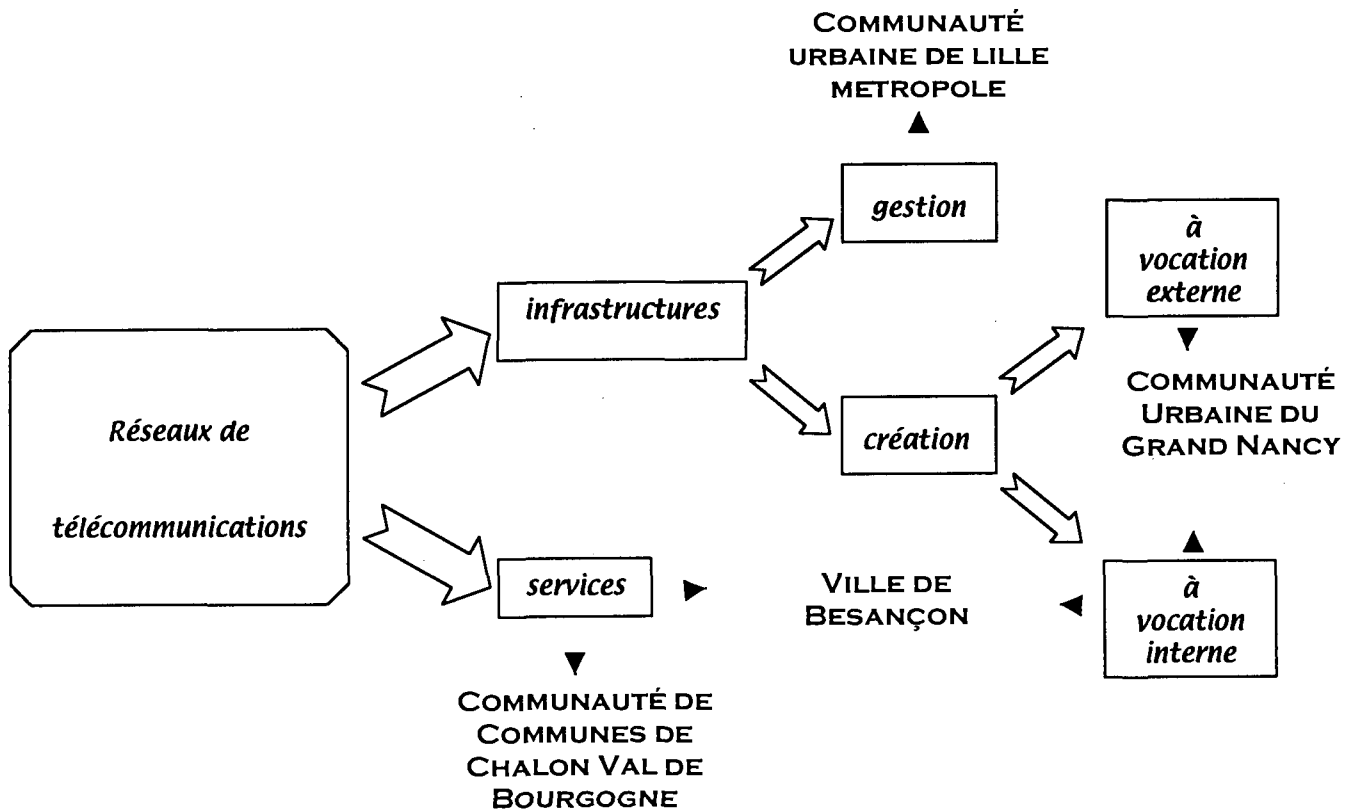 COMMUNAUTÉ
URBAINE DE LILLE
METROPOLE
gestion
à
vocation
externe
infrastructures
COMMUNAUTÉ
URBAINE DU
GRAND NANCY
Réseaux de
télécommunications
création
services
VILLE DE
BESANÇON
à
vocation
interne
COMMUNAUTÉ DE
COMMUNES DE
CHALON VAL DE
BOURGOGNE